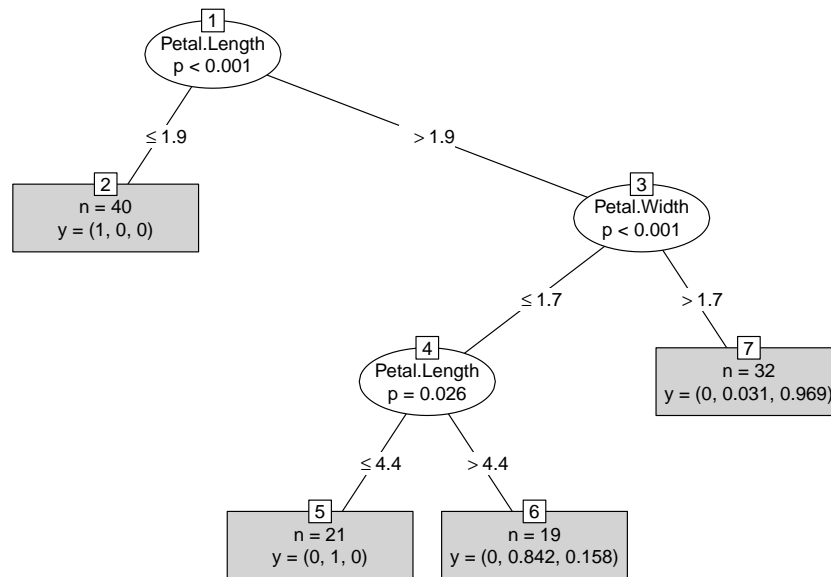 1
Petal.Length
p < 0.001
≤ 1.9
> 1.9
2
n = 40
y = (1, 0, 0)
3
Petal.Width
p < 0.001
≤ 1.7
> 1.7
4
Petal.Length
p = 0.026
7
n = 32
y = (0, 0.031, 0.969)
≤ 4.4
> 4.4
5
n = 21
y = (0, 1, 0)
6
n = 19
y = (0, 0.842, 0.158)